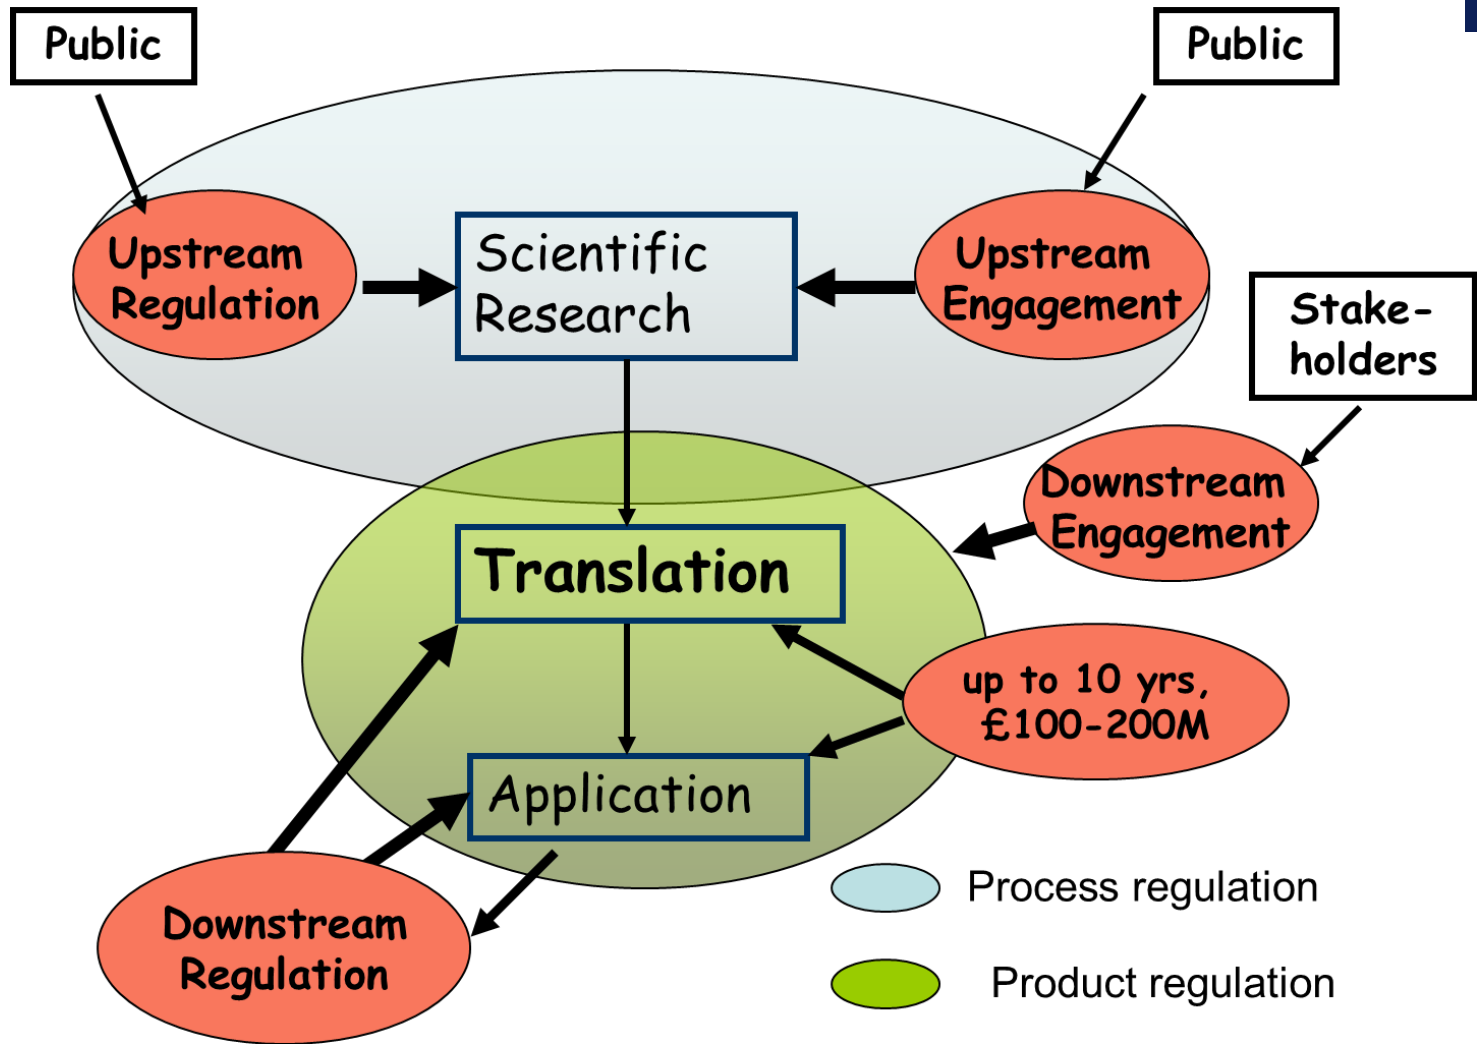 Public
Public
Upstream
Regulation
Scientific
Research
Upstream
Engagement
Stake-
holders
Downstream
Engagement
Translation
up to 10 yrs,
£100-200M
Application
Downstream
Regulation
Process regulation
Product regulation